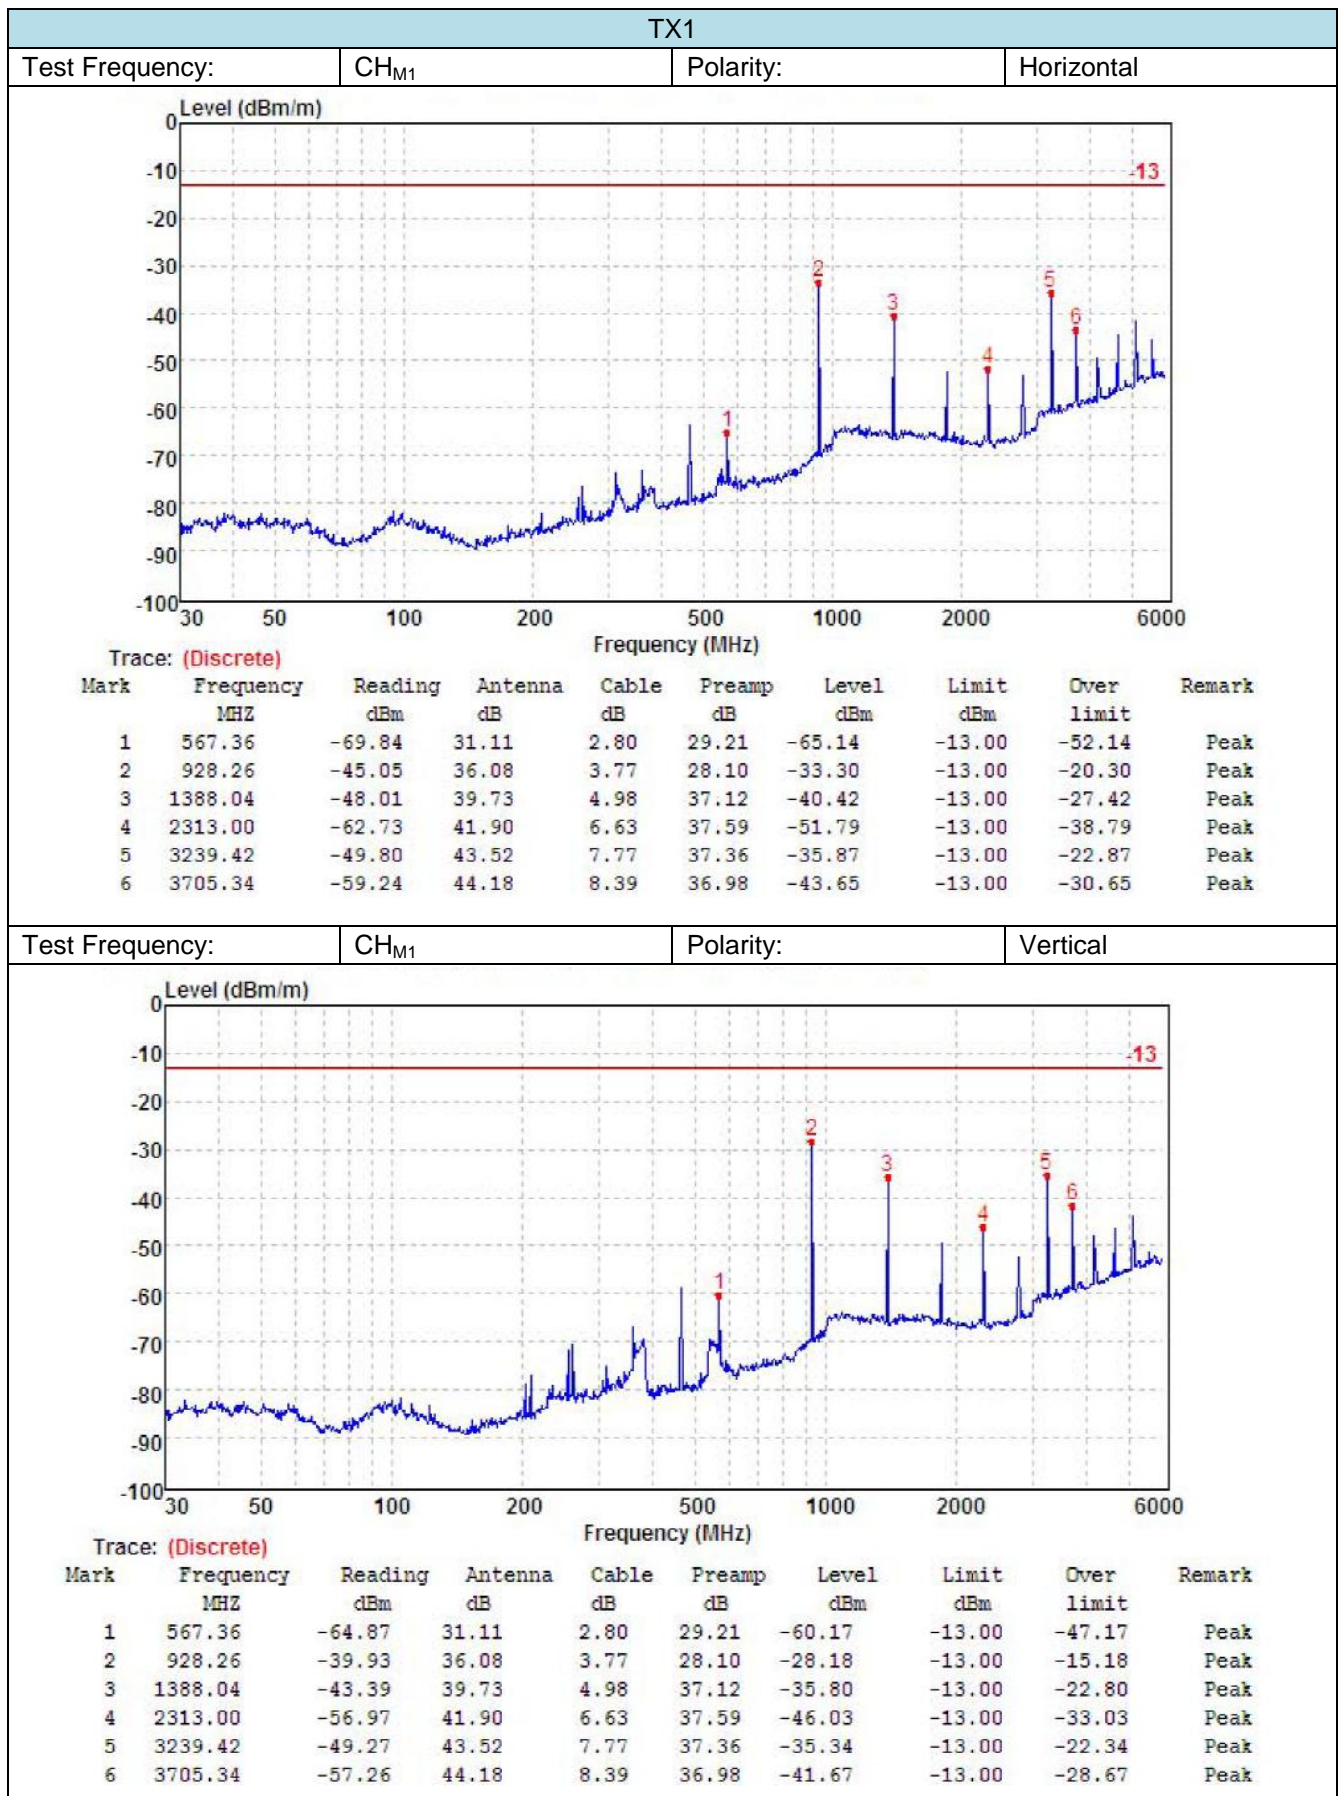 TX1
Test Frequency: CHM1 Polarity: Horizontal
Level (dBm/m)
0
-10
-13
-20
-30
2
5
3
-40
6
4
-50
-60
1
-70
-80
-90
-100
30 50 100 200 500 1000 2000 6000
Frequency (MHz)
Trace: (Discrete)
Mark Frequency Reading Antenna Cable Preamp Level Limit Over Remark
MHZ dBm dB dB dB dBm dBm limit
1 567.36 -69.84 31.11 2.80 29.21 -65.14 -13.00 -52.14 Peak
2 928.26 -45.05 36.08 3.77 28.10 -33.30 -13.00 -20.30 Peak
3 1388.04 -48.01 39.73 4.98 37.12 -40.42 -13.00 -27.42 Peak
4 2313.00 -62.73 41.90 6.63 37.59 -51.79 -13.00 -38.79 Peak
5 3239.42 -49.80 43.52 7.77 37.36 -35.87 -13.00 -22.87 Peak
6 3705.34 -59.24 44.18 8.39 36.98 -43.65 -13.00 -30.65 Peak
Test Frequency: CHM1 Polarity: Vertical
Level (dBm/m)
0
-10
-13
-20
2
-30
3
5
-40
6
4
-50
1
-60
-70
-80
-90
-100
30 50 100 200 500 1000 2000 6000
Frequency (MHz)
Trace: (Discrete)
Mark Frequency Reading Antenna Cable Preamp Level Limit Over Remark
MHZ dBm dB dB dB dBm dBm limit
1 567.36 -64.87 31.11 2.80 29.21 -60.17 -13.00 -47.17 Peak
2 928.26 -39.93 36.08 3.77 28.10 -28.18 -13.00 -15.18 Peak
3 1388.04 -43.39 39.73 4.98 37.12 -35.80 -13.00 -22.80 Peak
4 2313.00 -56.97 41.90 6.63 37.59 -46.03 -13.00 -33.03 Peak
5 3239.42 -49.27 43.52 7.77 37.36 -35.34 -13.00 -22.34 Peak
6 3705.34 -57.26 44.18 8.39 36.98 -41.67 -13.00 -28.67 Peak